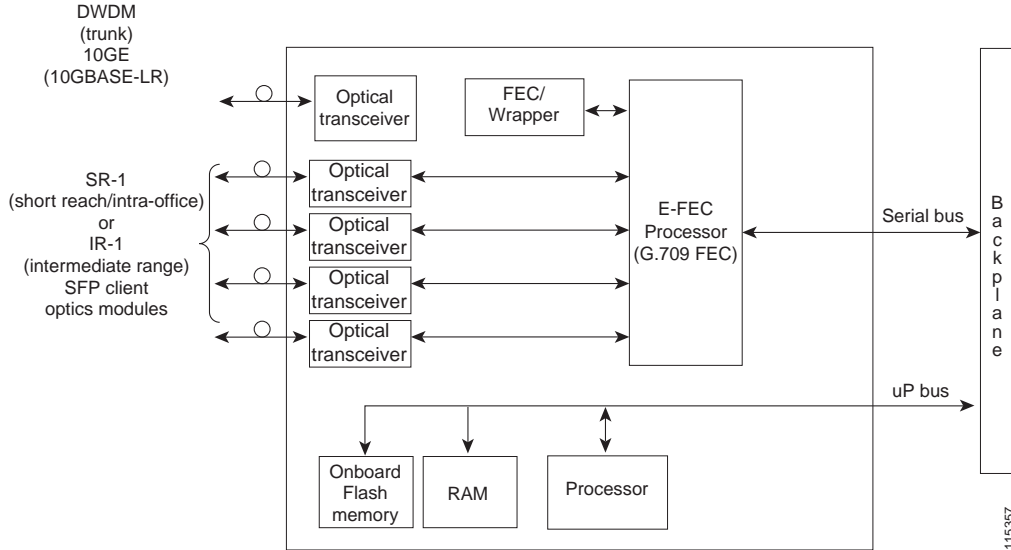 DWDM
(trunk)
10GE
(10GBASE-LR)
Optical
transceiver
FEC/
Wrapper
SR-1
(short reach/intra-office)
or
IR-1
(intermediate range)
SFP client
optics modules
Optical
transceiver
Optical
transceiver
Optical
transceiver
Optical
transceiver
E-FEC
Processor
(G.709 FEC)
Serial bus
Backplane
uP bus
Onboard
Flash
memory
RAM
Processor
115357